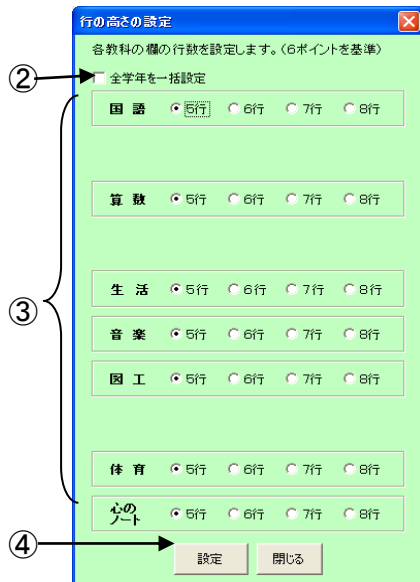 行の高さの設定
各教科の欄の行数を設定します。(6ポイントを基準)
② 全学年を一括設定
国 語 5行 6行 7行 8行
算 数 5行 6行 7行 8行
③
生 活 5行 6行 7行 8行
音 楽 5行 6行 7行 8行
図 工 5行 6行 7行 8行
体 育 5行 6行 7行 8行
心の
ノート 5行 6行 7行 8行
④ 設定 閉じる